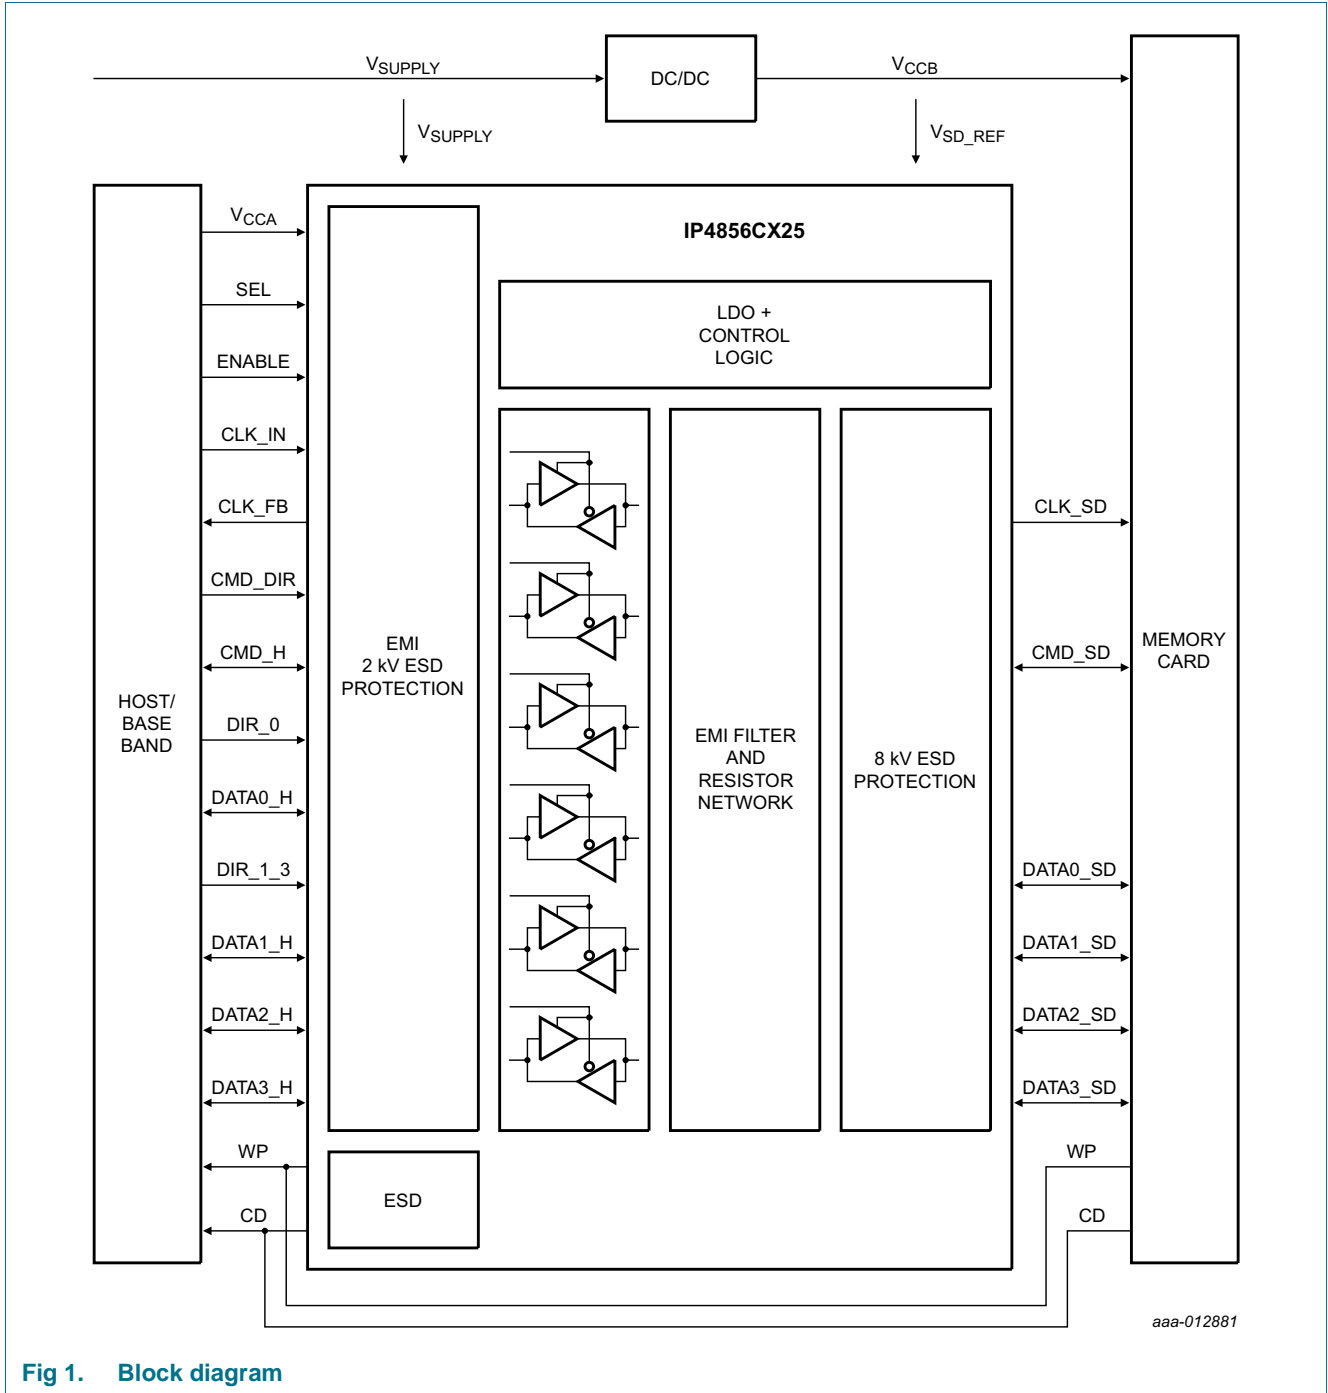 VSUPPLY
DC/DC
VCCB
VSUPPLY
VSD_REF
HOST/
BASE
BAND
VCCA
SEL
ENABLE
CLK_IN
CLK_FB
CMD_DIR
CMD_H
DIR_0
DATA0_H
DIR_1_3
DATA1_H
DATA2_H
DATA3_H
WP
CD
IP4856CX25
EMI
2 kV ESD
PROTECTION
ESD
LDO +
CONTROL
LOGIC
EMI FILTER
AND
RESISTOR
NETWORK
8 kV ESD
PROTECTION
CLK_SD
CMD_SD
DATA0_SD
DATA1_SD
DATA2_SD
DATA3_SD
WP
CD
MEMORY
CARD
aaa-012881
Fig 1. Block diagram